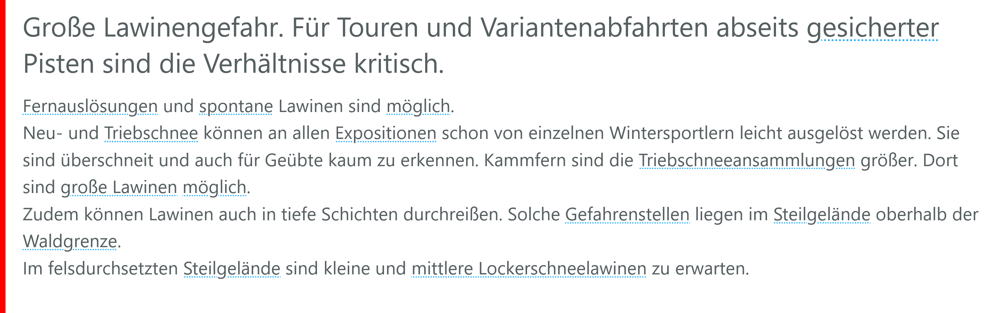 Große Lawinengefahr. Für Touren und Variantenabfahrten abseits gesicherter
Pisten sind die Verhältnisse kritisch.
Fernauslösungen und spontane Lawinen sind möglich.
Neu- und Triebschnee können an allen Expositionen schon von einzelnen Wintersportlern leicht ausgelöst werden. Sie
sind überschneit und auch für Geübte kaum zu erkennen. Kammfern sind die Triebschneeansammlungen größer. Dort
sind große Lawinen möglich.
Zudem können Lawinen auch in tiefe Schichten durchreißen. Solche Gefahrenstellen liegen im Steilgelände oberhalb der
Waldgrenze.
Im felsdurchsetzten Steilgelände sind kleine und mittlere Lockerschneelawinen zu erwarten.